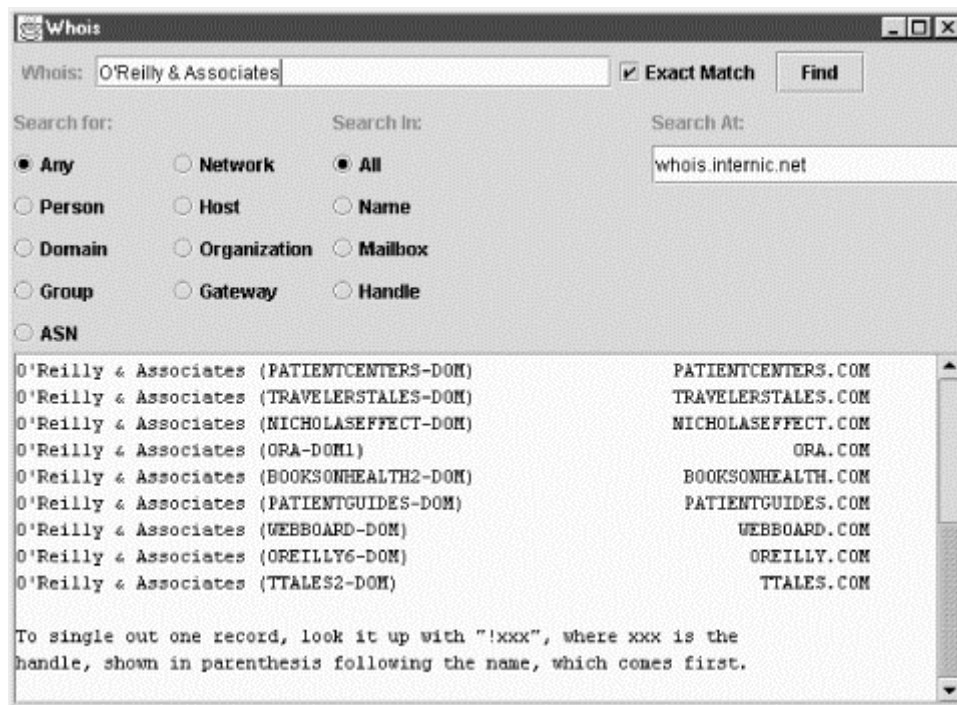 Whois
Whois: O'Reilly & Associates Exact Match Find
Search for: Search In: Search At:
Any Network All whois.internic.net
Person Host Name
Domain Organization Mailbox
Group Gateway Handle
ASN
O'Reilly & Associates (PATIENTCENTERS-DOM) PATIENTCENTERS.COM
O'Reilly & Associates (TRAVELERSTALES-DOM) TRAVELERSTALES.COM
O'Reilly & Associates (NICHOLASEFFECT-DOM) NICHOLASEFFECT.COM
O'Reilly & Associates (ORA-DOM1) ORA.COM
O'Reilly & Associates (BOOKSONHEALTH2-DOM) BOOKSONHEALTH.COM
O'Reilly & Associates (PATIENTGUIDES-DOM) PATIENTGUIDES.COM
O'Reilly & Associates (WEBBOARD-DOM) WEBBOARD.COM
O'Reilly & Associates (OREILLY6-DOM) OREILLY.COM
O'Reilly & Associates (TTALES2-DOM) TTALES.COM
To single out one record, look it up with "!xxx", where xxx is the
handle, shown in parenthesis following the name, which comes first.